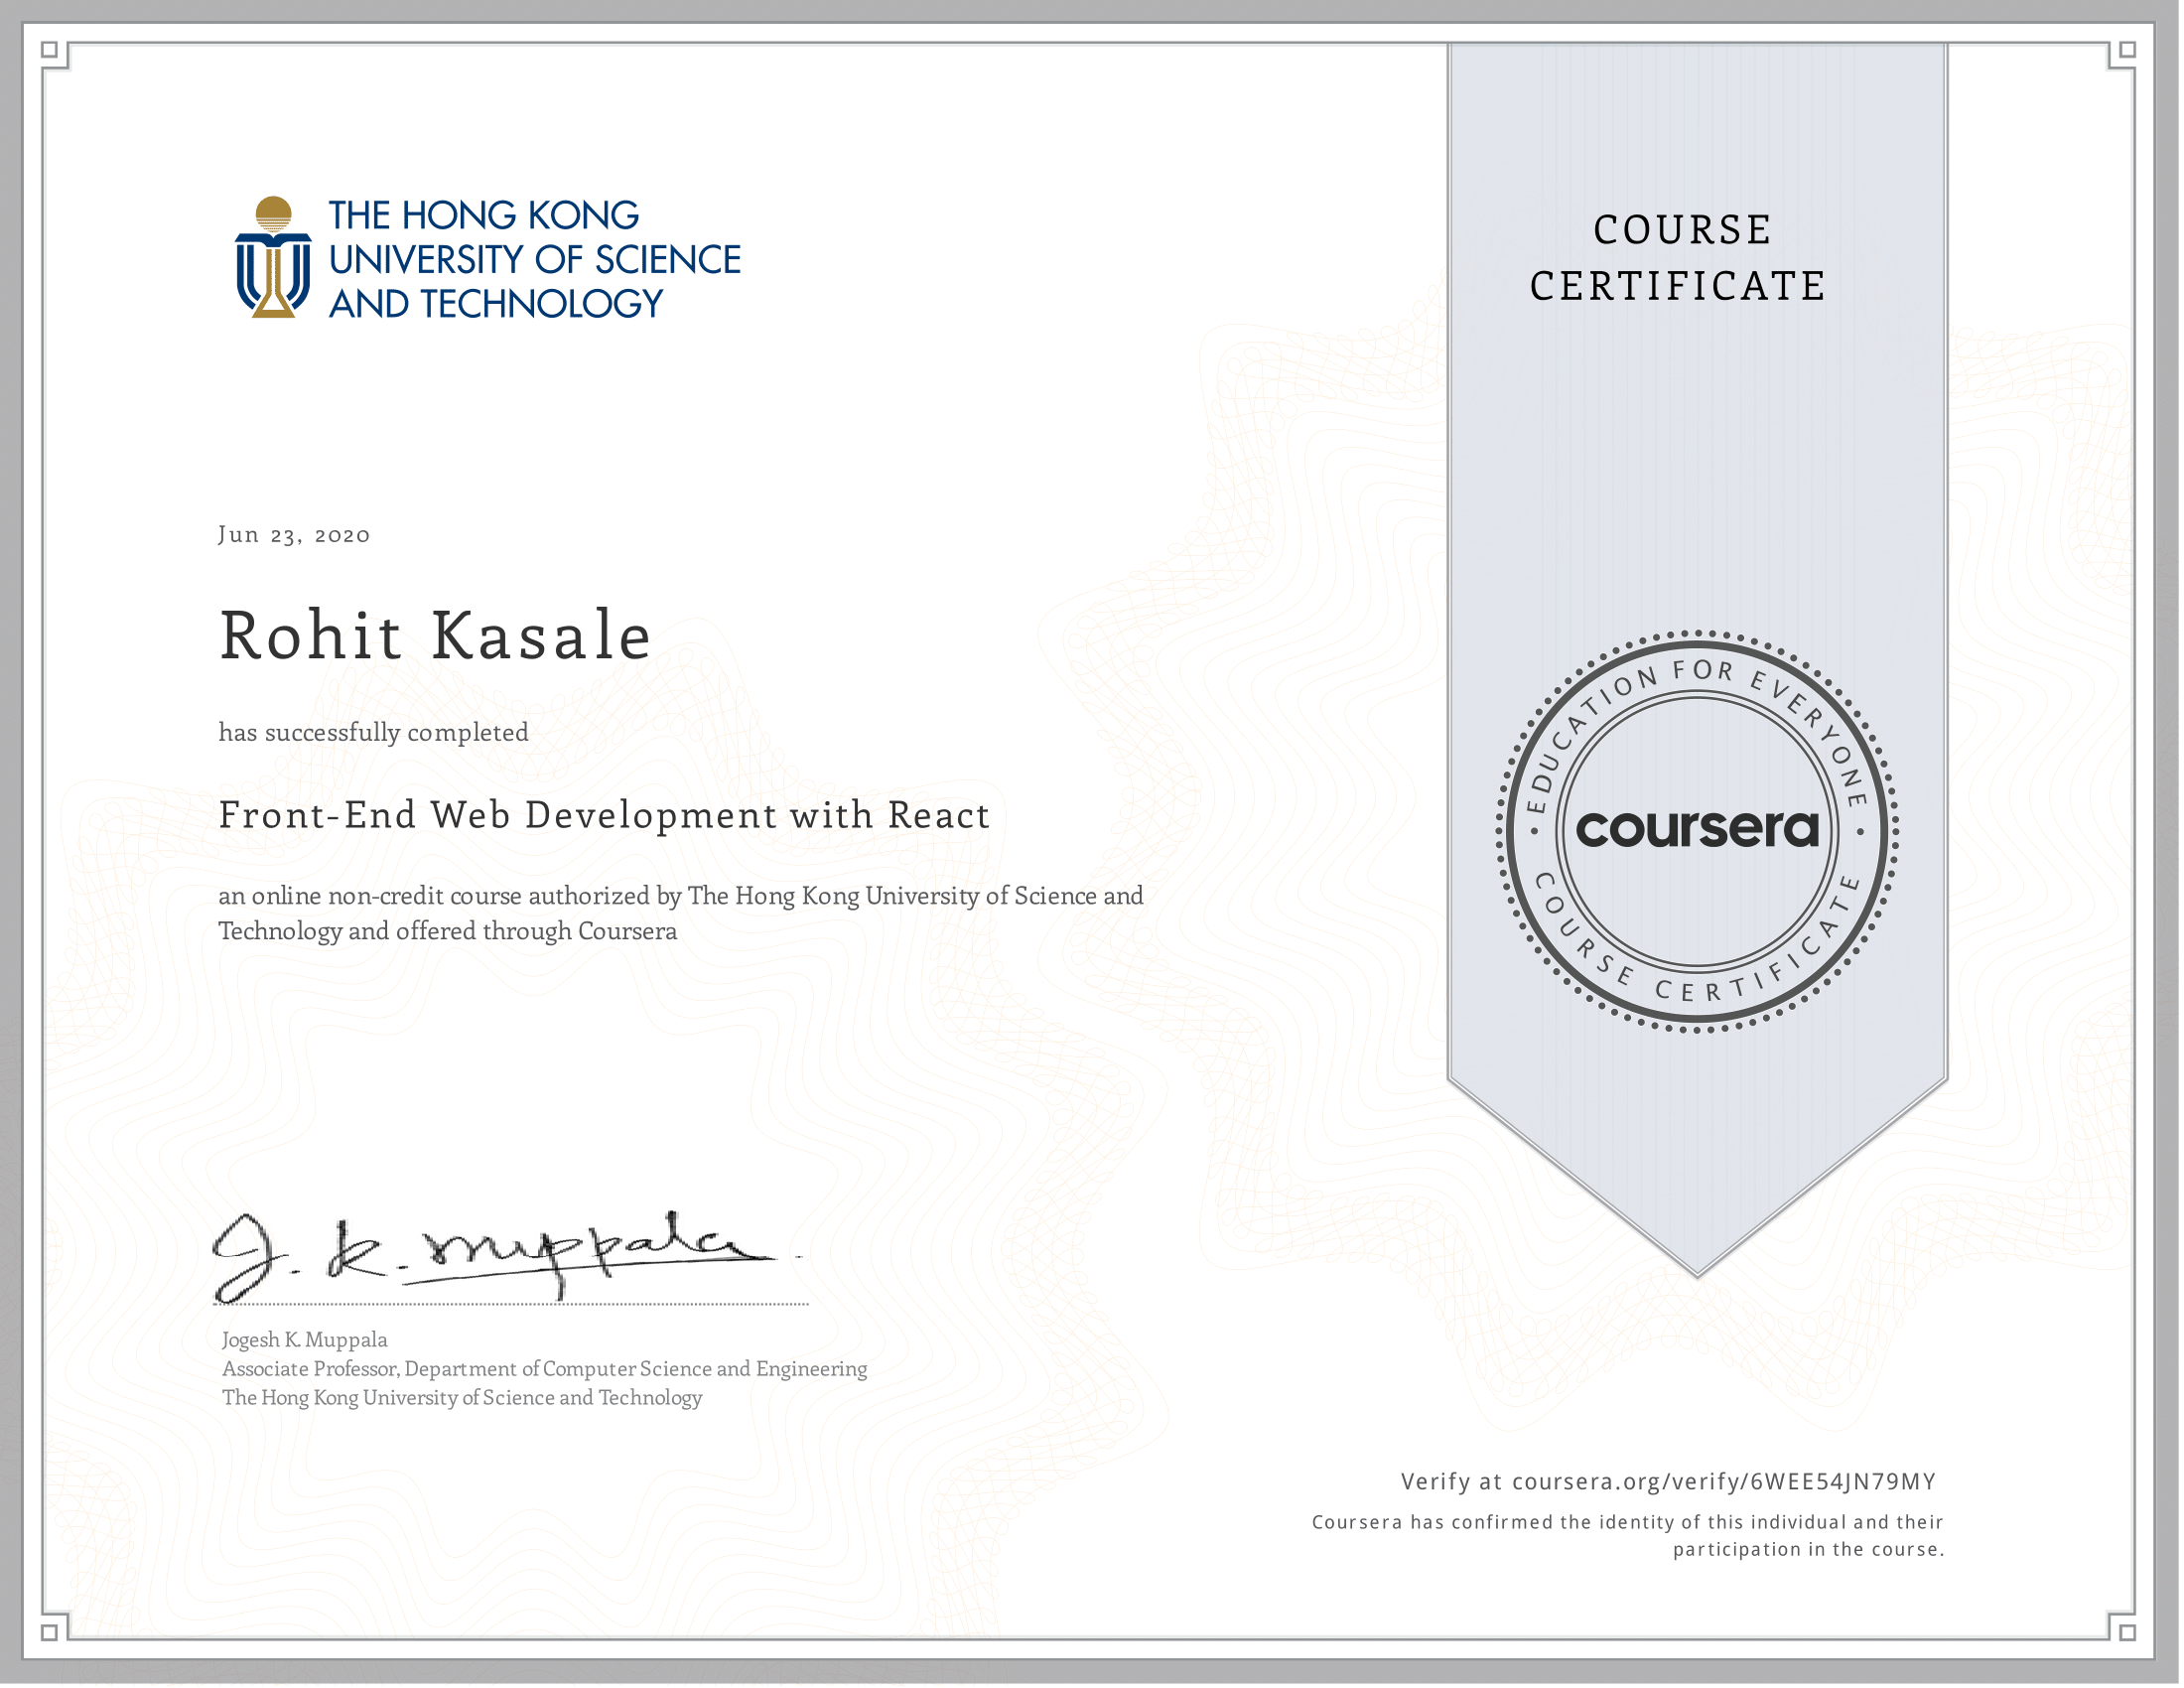 THE HONG KONG
UNIVERSITY OF SCIENCE
AND TECHNOLOGY
COURSE
CERTIFICATE
Jun 23, 2020
Rohit Kasale
has successfully completed
Front-End Web Development with React
an online non-credit course authorized by The Hong Kong University of Science and
Technology and offered through Coursera
EDUCATION FOR EVERYONE
coursera
COURSE CERTIFICATE
J. K. Muppala
Jogesh K. Muppala
Associate Professor, Department of Computer Science and Engineering
The Hong Kong University of Science and Technology
Verify at coursera.org/verify/6WEE54JN79MY
Coursera has confirmed the identity of this individual and their
participation in the course.